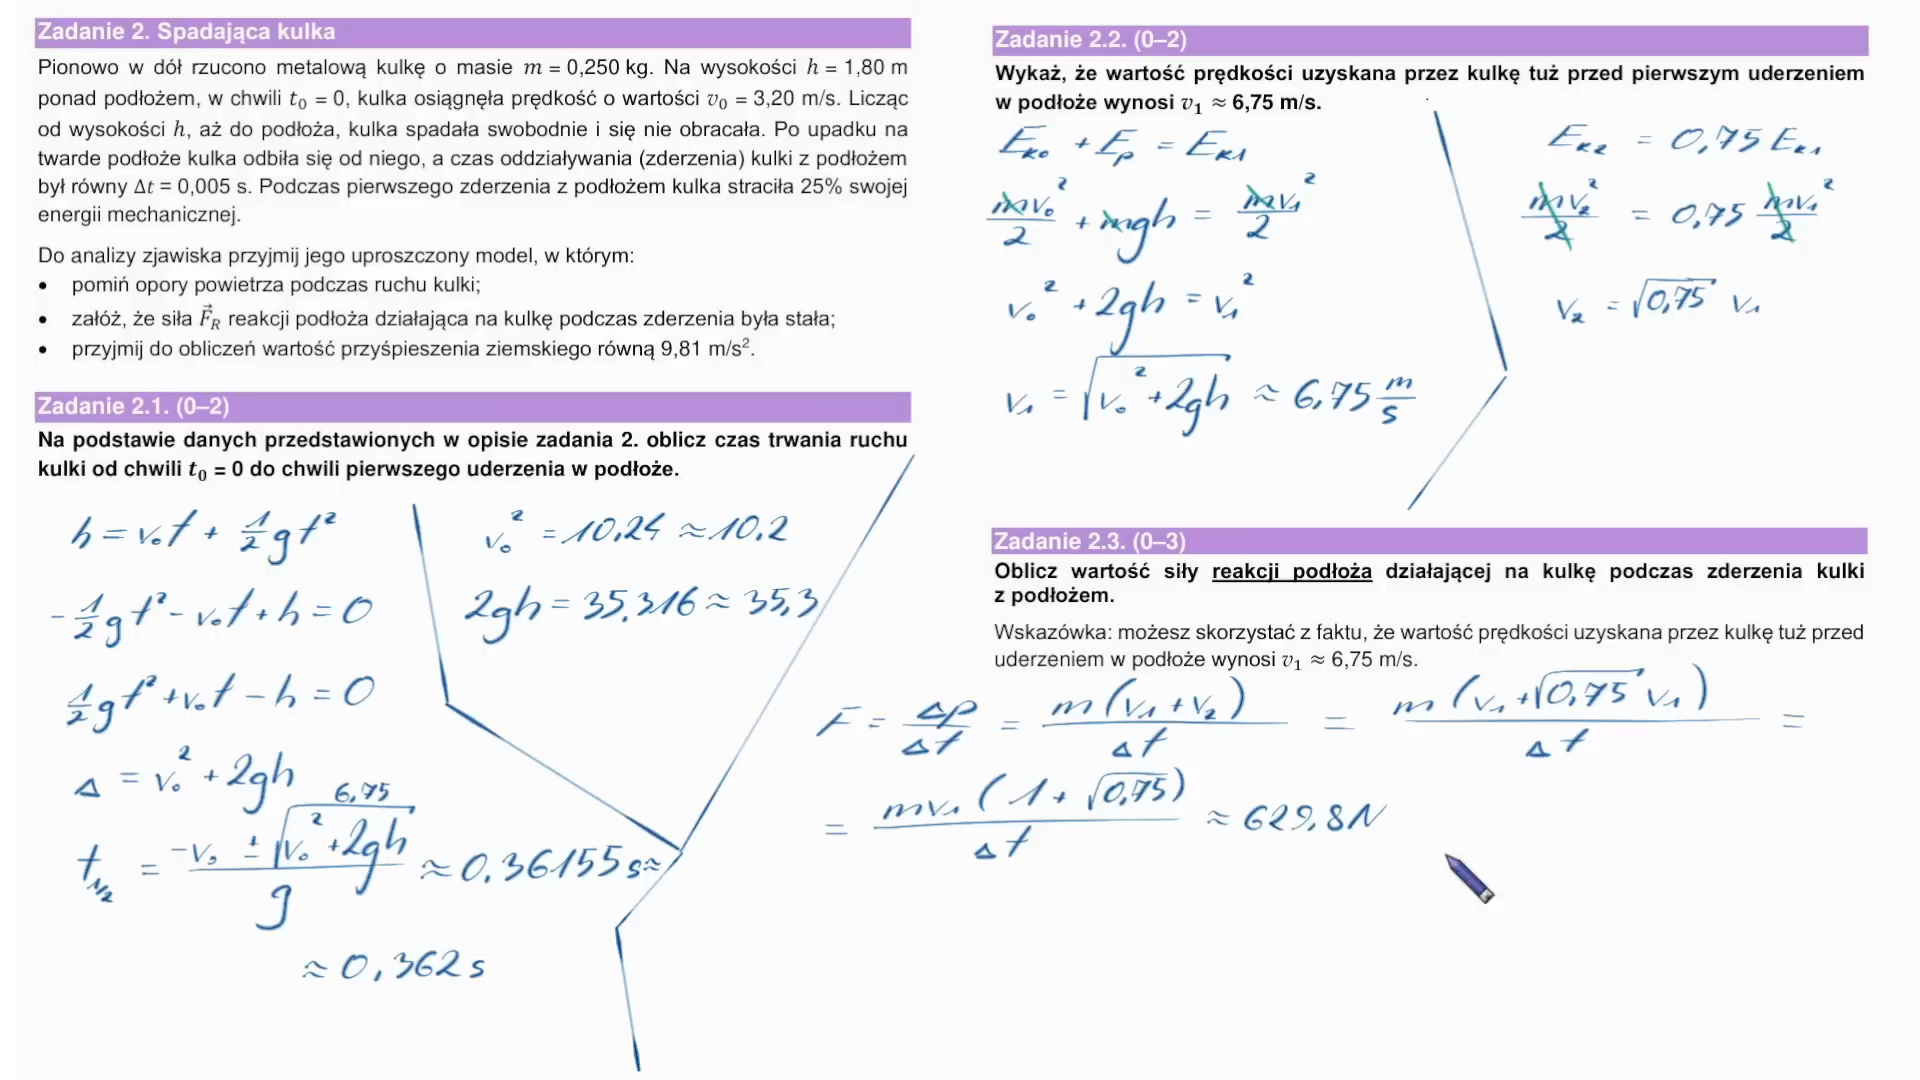 Zadanie 2. Spadająca kulka
Pionowo w dół rzucono metalową kulkę o masie m = 0,250 kg. Na wysokości h = 1,80 m
ponad podłożem, w chwili t₀ = 0, kulka osiągnęła prędkość o wartości v₀ = 3,20 m/s. Licząc
od wysokości h, aż do podłoża, kulka spadała swobodnie i się nie obracała. Po upadku na
twarde podłoże kulka odbiła się od niego, a czas oddziaływania (zderzenia) kulki z podłożem
był równy Δt = 0,005 s. Podczas pierwszego zderzenia z podłożem kulka straciła 25% swojej
energii mechanicznej.
Do analizy zjawiska przyjmij jego uproszczony model, w którym:
• pomiń opory powietrza podczas ruchu kulki;
• załóż, że siła F⃗_R reakcji podłoża działająca na kulkę podczas zderzenia była stała;
• przyjmij do obliczeń wartość przyśpieszenia ziemskiego równą 9,81 m/s².
Zadanie 2.1. (0–2)
Na podstawie danych przedstawionych w opisie zadania 2. oblicz czas trwania ruchu
kulki od chwili t₀ = 0 do chwili pierwszego uderzenia w podłoże.
h = v₀t + 1/2 gt²
-1/2 gt² - v₀t + h = 0
1/2 gt² + v₀t - h = 0
Δ = v₀² + 2gh
6,75
t₁/₂ = (-v₀ ± √(v₀² + 2gh))/g ≈ 0,36155 s ≈
≈ 0,362 s
v₀² = 10,24 ≈ 10,2
2gh = 35,316 ≈ 35,3
Zadanie 2.2. (0–2)
Wykaż, że wartość prędkości uzyskana przez kulkę tuż przed pierwszym uderzeniem
w podłoże wynosi v₁ ≈ 6,75 m/s.
E_K0 + E_p = E_K1
mv₀²/2 + mgh = mv₁²/2
v₀² + 2gh = v₁²
v₁ = √(v₀² + 2gh) ≈ 6,75 m/s
E_K2 = 0,75 E_K1
mv₂²/2 = 0,75 mv₁²/2
v₂ = √0,75 v₁
Zadanie 2.3. (0–3)
Oblicz wartość siły reakcji podłoża działającej na kulkę podczas zderzenia kulki
z podłożem.
Wskazówka: możesz skorzystać z faktu, że wartość prędkości uzyskana przez kulkę tuż przed
uderzeniem w podłoże wynosi v₁ ≈ 6,75 m/s.
F = Δp/Δt = m(v₁ + v₂)/Δt = m(v₁ + √0,75 v₁)/Δt =
= mv₁(1 + √0,75)/Δt ≈ 629,8 N